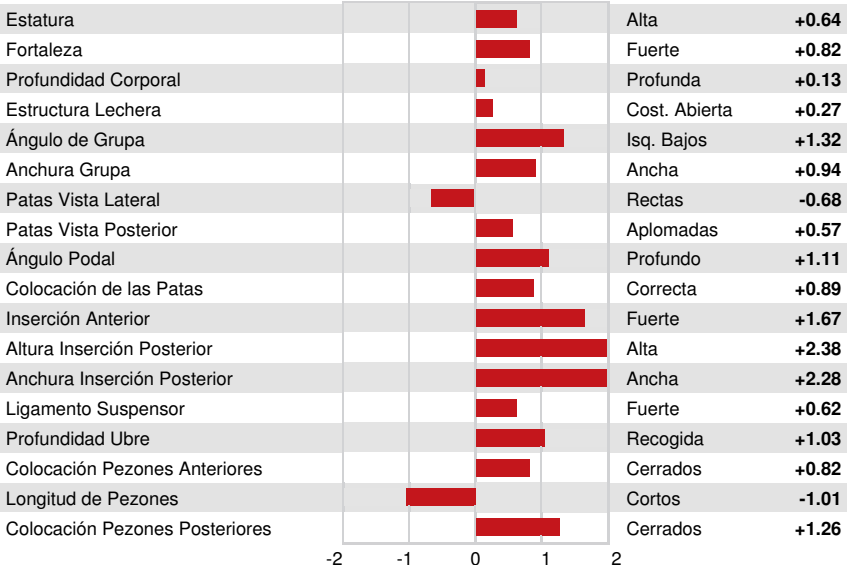 Estatura Alta +0.64
Fortaleza Fuerte +0.82
Profundidad Corporal Profunda +0.13
Estructura Lechera Cost. Abierta +0.27
Ángulo de Grupa Isq. Bajos +1.32
Anchura Grupa Ancha +0.94
Patas Vista Lateral Rectas -0.68
Patas Vista Posterior Aplomadas +0.57
Ángulo Podal Profundo +1.11
Colocación de las Patas Correcta +0.89
Inserción Anterior Fuerte +1.67
Altura Inserción Posterior Alta +2.38
Anchura Inserción Posterior Ancha +2.28
Ligamento Suspensor Fuerte +0.62
Profundidad Ubre Recogida +1.03
Colocación Pezones Anteriores Cerrados +0.82
Longitud de Pezones Cortos -1.01
Colocación Pezones Posteriores Cerrados +1.26
-2 -1 0 1 2